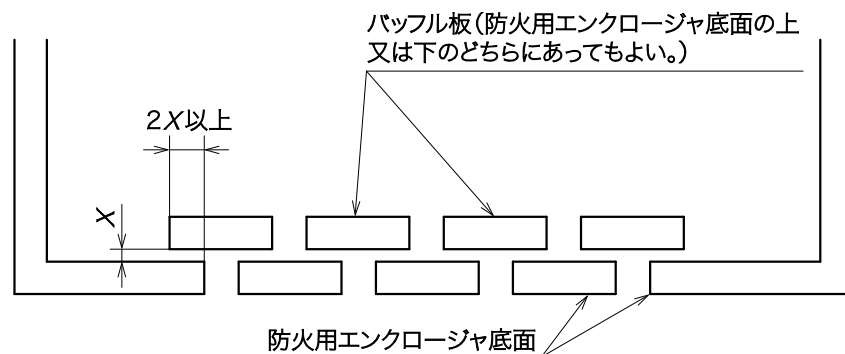 バッフル板（防火用エンクロージャ底面の上
又は下のどちらにあってもよい。）
2X以上
X
防火用エンクロージャ底面